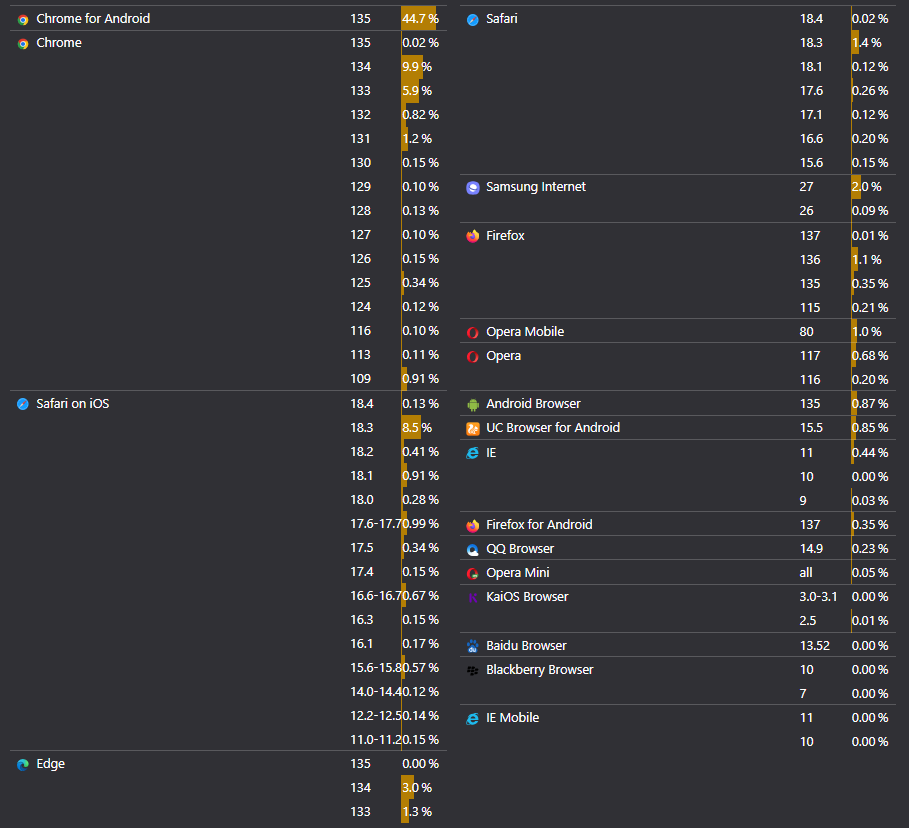 Chrome for Android 135 44.7 %
Chrome 135 0.02 %
134 9.9 %
133 5.9 %
132 0.82 %
131 1.2 %
130 0.15 %
129 0.10 %
128 0.13 %
127 0.10 %
126 0.15 %
125 0.34 %
124 0.12 %
116 0.10 %
113 0.11 %
109 0.91 %
Safari on iOS 18.4 0.13 %
18.3 8.5 %
18.2 0.41 %
18.1 0.91 %
18.0 0.28 %
17.6-17.7 0.99 %
17.5 0.34 %
17.4 0.15 %
16.6-16.7 0.67 %
16.3 0.15 %
16.1 0.17 %
15.6-15.8 0.57 %
14.0-14.4 0.12 %
12.2-12.5 0.14 %
11.0-11.2 0.15 %
Edge 135 0.00 %
134 3.0 %
133 1.3 %
Safari 18.4 0.02 %
18.3 1.4 %
18.1 0.12 %
17.6 0.26 %
17.1 0.12 %
16.6 0.20 %
15.6 0.15 %
Samsung Internet 27 2.0 %
26 0.09 %
Firefox 137 0.01 %
136 1.1 %
135 0.35 %
115 0.21 %
Opera Mobile 80 1.0 %
Opera 117 0.68 %
116 0.20 %
Android Browser 135 0.87 %
UC Browser for Android 15.5 0.85 %
IE 11 0.44 %
10 0.00 %
9 0.03 %
Firefox for Android 137 0.35 %
QQ Browser 14.9 0.23 %
Opera Mini all 0.05 %
KaiOS Browser 3.0-3.1 0.00 %
2.5 0.01 %
Baidu Browser 13.52 0.00 %
Blackberry Browser 10 0.00 %
7 0.00 %
IE Mobile 11 0.00 %
10 0.00 %